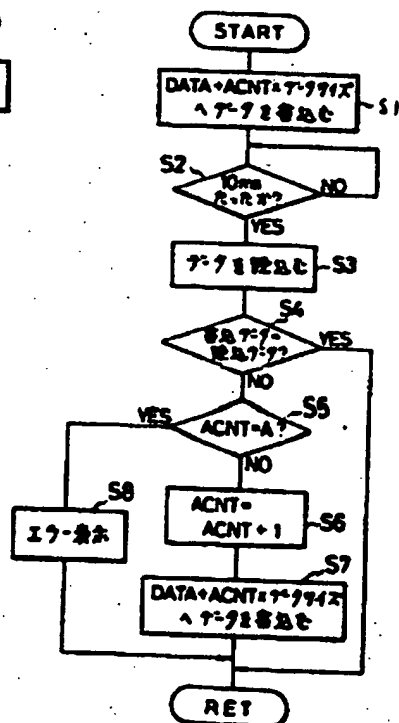 START
DATA+ACNT×データサイズ
へデータを書込む
S1
S2
10ms
たったか?
NO
YES
データを読込む
S3
S4
書込データ=
読込データ?
YES
NO
S5
YES
ACNT=A?
NO
S8
エラー表示
ACNT=
ACNT+1
S6
S7
DATA+ACNT×データサイズ
へデータを書込む
RET